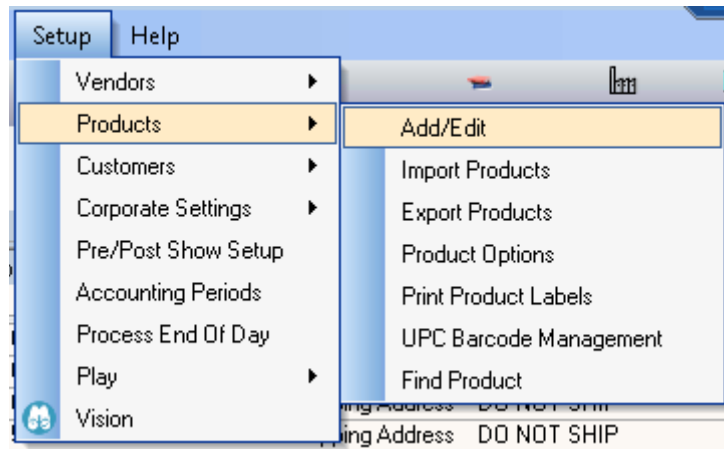 Setup Help
Vendors
Products
Customers
Corporate Settings
Pre/Post Show Setup
Accounting Periods
Process End Of Day
Play
Vision
Add/Edit
Import Products
Export Products
Product Options
Print Product Labels
UPC Barcode Management
Find Product
Address DO NOT SHIP
Address DO NOT SHIP